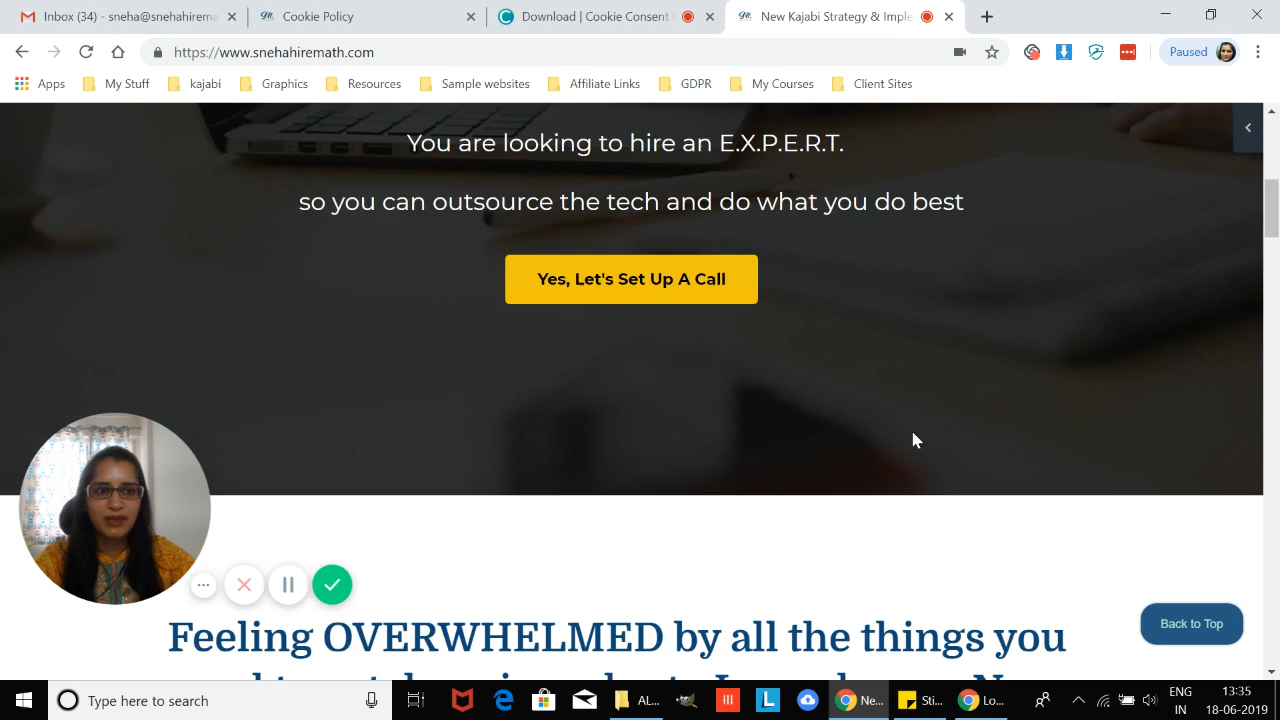 Inbox (34) - sneha@snehahirema
Cookie Policy
Download | Cookie Consent
New Kajabi Strategy & Imple
https://www.snehahiremath.com
Paused
Apps
My Stuff
kajabi
Graphics
Resources
Sample websites
Affiliate Links
GDPR
My Courses
Client Sites
You are looking to hire an E.X.P.E.R.T.
so you can outsource the tech and do what you do best
Yes, Let's Set Up A Call
Feeling OVERWHELMED by all the things you
Back to Top
Type here to search
AL...
Ne...
Sti...
Lo...
ENG
IN
13:35
18-06-2019